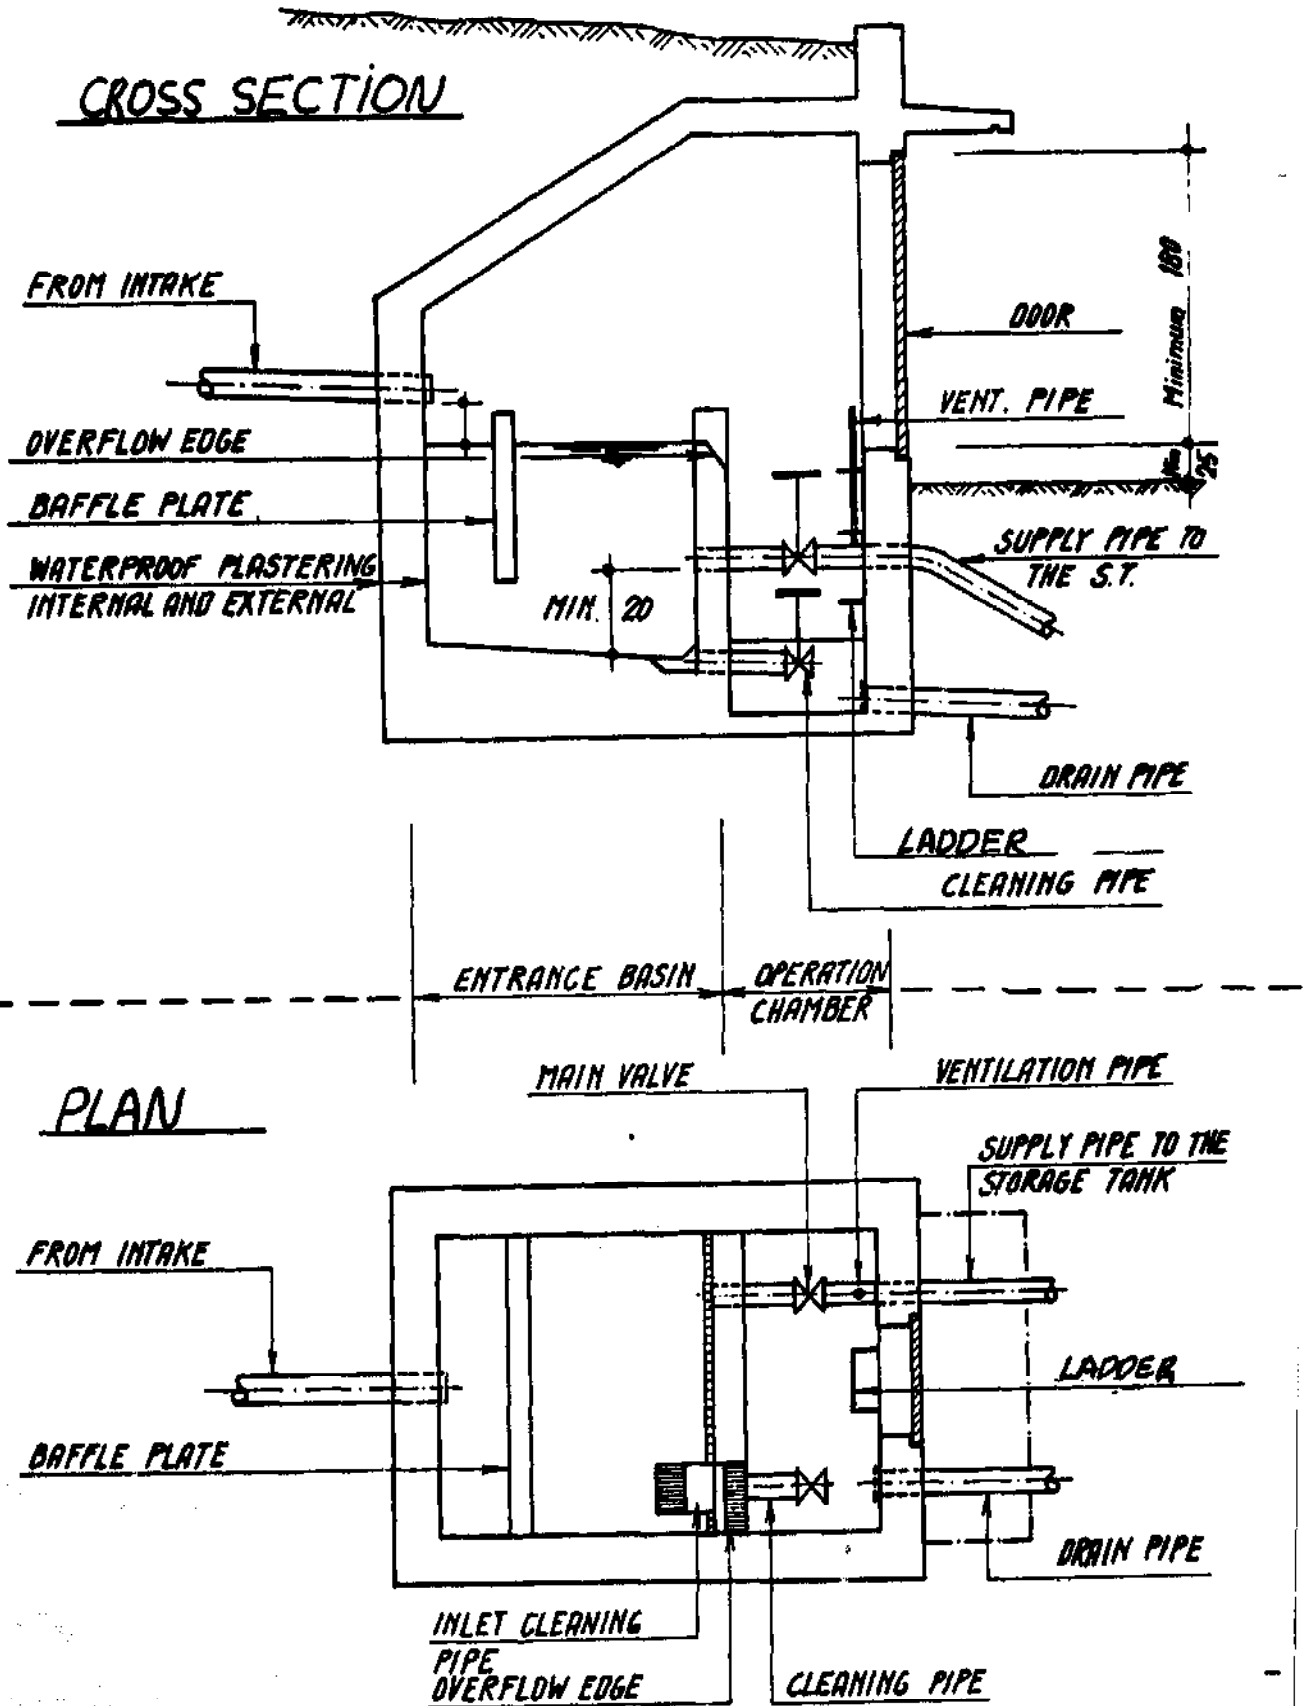 CROSS SECTION
FROM INTAKE
OVERFLOW EDGE
BAFFLE PLATE
WATERPROOF PLASTERING
INTERNAL AND EXTERNAL
MIN. 20
DOOR
VENT. PIPE
Minimum 180
25
SUPPLY PIPE TO
THE S.T.
DRAIN PIPE
LADDER
CLEANING PIPE
ENTRANCE BASIN
OPERATION
CHAMBER
PLAN
MAIN VALVE
VENTILATION PIPE
SUPPLY PIPE TO THE
STORAGE TANK
FROM INTAKE
LADDER
BAFFLE PLATE
DRAIN PIPE
INLET CLEANING
PIPE
OVERFLOW EDGE
CLEANING PIPE